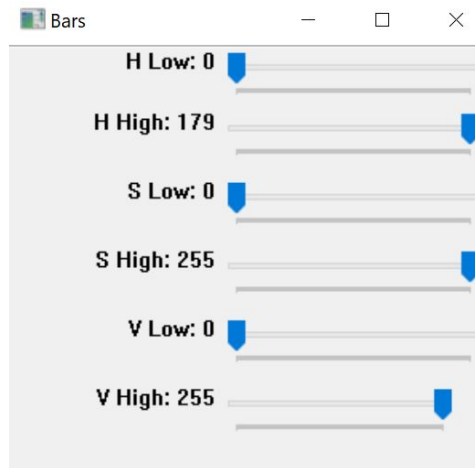 Bars
H Low: 0
H High: 179
S Low: 0
S High: 255
V Low: 0
V High: 255